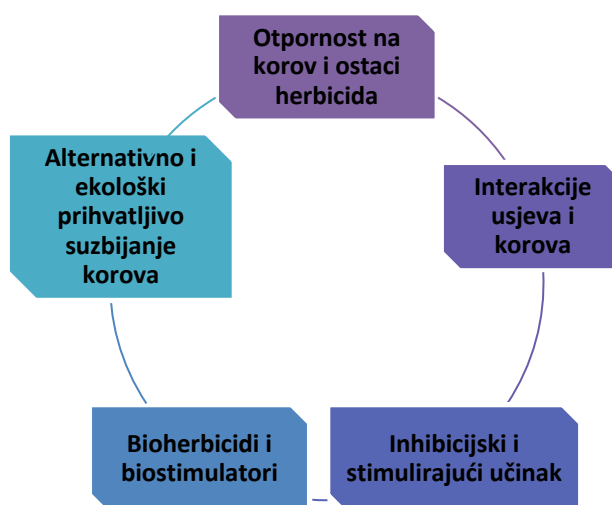 Otpornost na
korov i ostaci
herbicida
Interakcije
usjeva i
korova
Inhibicijski i
stimulirajući učinak
Bioherbicidi i
biostimulatori
Alternativno i
ekološki
prihvatljivo
suzbijanje
korova